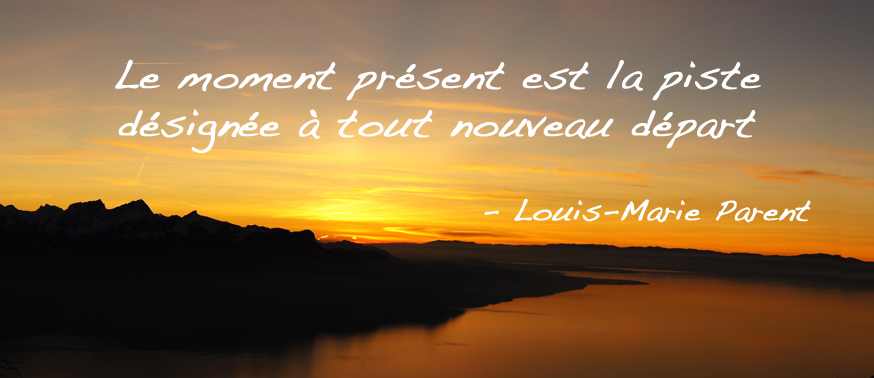 Le moment présent est la piste
désignée à tout nouveau départ
- Louis-Marie Parent